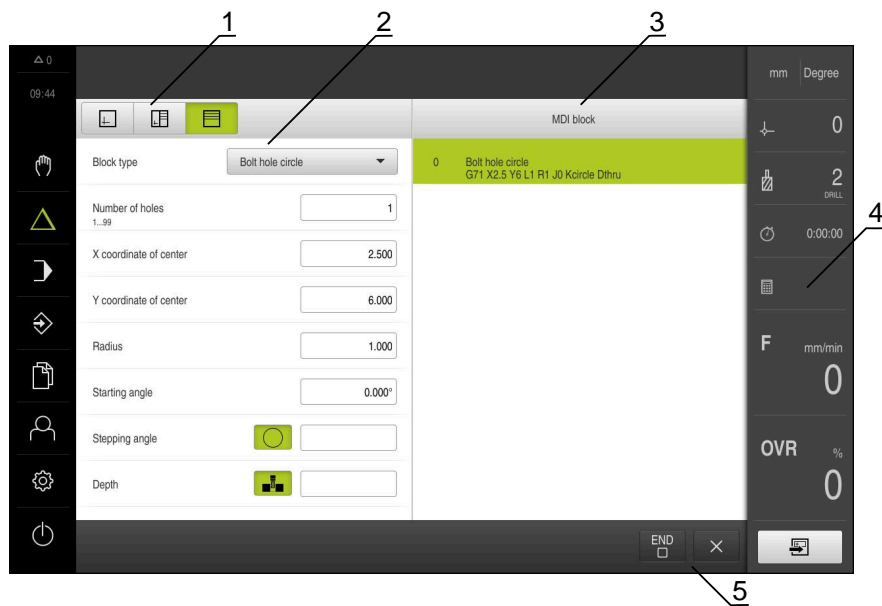 1
2
3
0
09:44
mm Degree
MDI block
0
Block type
Bolt hole circle
0
Bolt hole circle
G71 X2.5 Y6 L1 R1 J0 Kcircle Dthru
2
DRILL
Number of holes
1...99
1
4
0:00:00
X coordinate of center
2.500
Y coordinate of center
6.000
Radius
1.000
F mm/min
0
Starting angle
0.000°
Stepping angle
OVR %
0
Depth
END
5